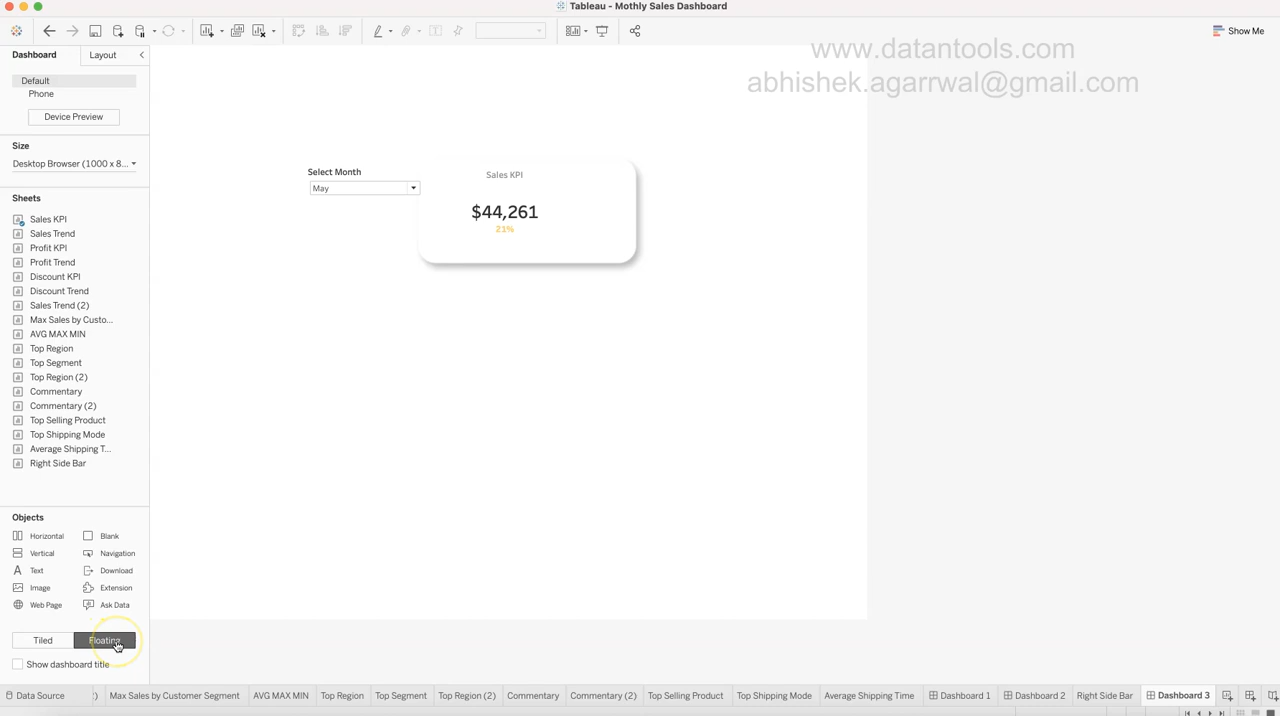 Tableau - Mothly Sales Dashboard
Show Me
www.datantools.com
abhishek.agarrwal@gmail.com
Dashboard
Layout
Default
Phone
Device Preview
Size
Desktop Browser (1000 x 8...
Sheets
Sales KPI
Sales Trend
Profit KPI
Profit Trend
Discount KPI
Discount Trend
Sales Trend (2)
Max Sales by Custo...
AVG MAX MIN
Top Region
Top Segment
Top Region (2)
Commentary
Commentary (2)
Top Selling Product
Top Shipping Mode
Average Shipping T...
Right Side Bar
Select Month
May
Sales KPI
$44,261
21%
Objects
Horizontal
Blank
Vertical
Navigation
Text
Download
Image
Extension
Web Page
Ask Data
Tiled
Floating
Show dashboard title
Data Source
)
Max Sales by Customer Segment
AVG MAX MIN
Top Region
Top Segment
Top Region (2)
Commentary
Commentary (2)
Top Selling Product
Top Shipping Mode
Average Shipping Time
Dashboard 1
Dashboard 2
Right Side Bar
Dashboard 3